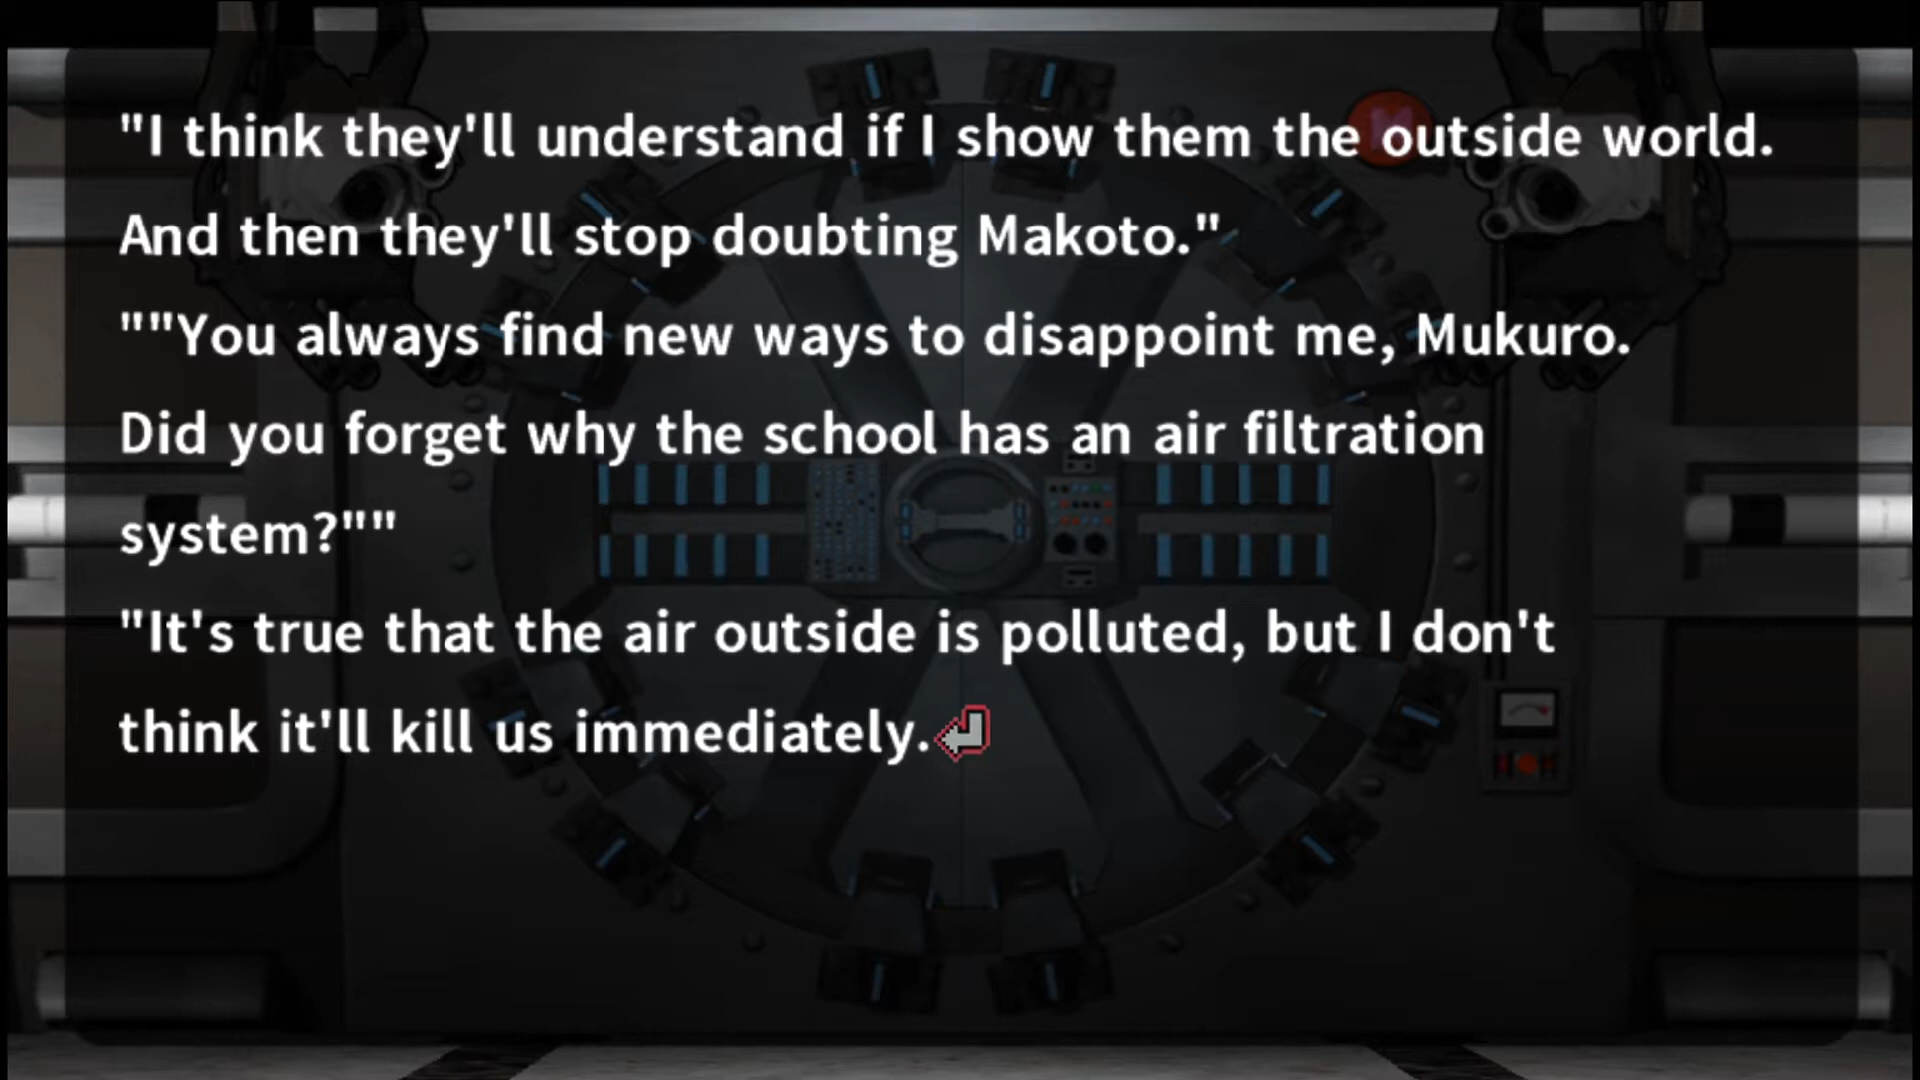 "I think they'll understand if I show them the outside world.
And then they'll stop doubting Makoto."
""You always find new ways to disappoint me, Mukuro.
Did you forget why the school has an air filtration
system?""
"It's true that the air outside is polluted, but I don't
think it'll kill us immediately.